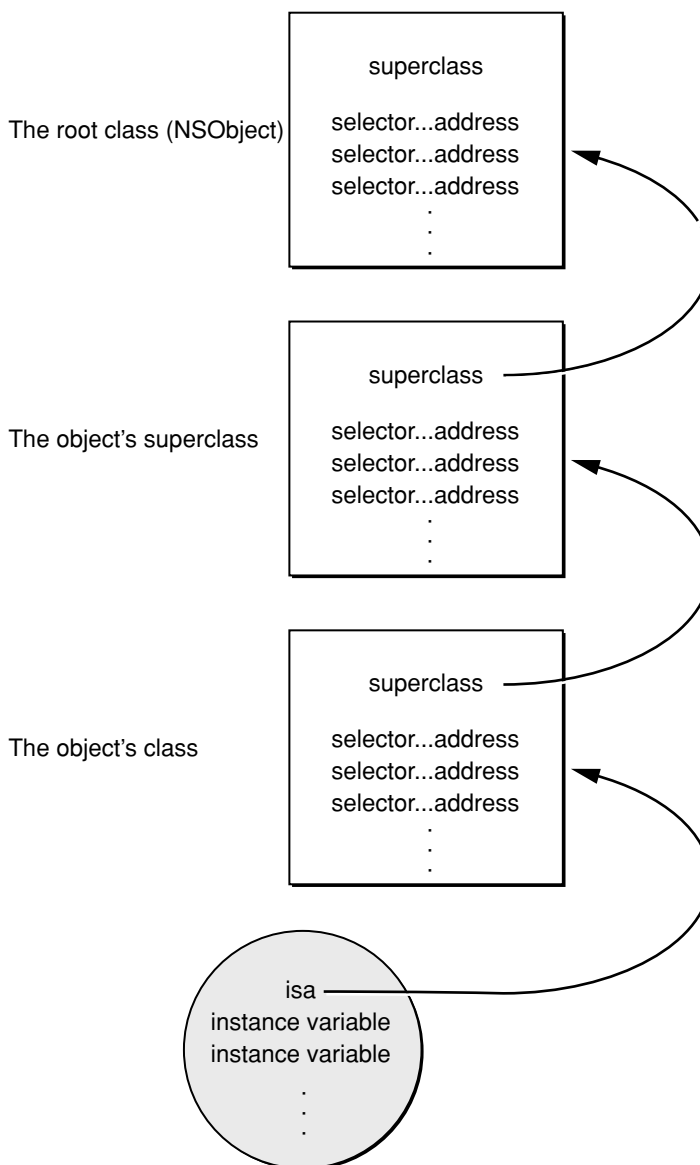 superclass
The root class (NSObject)
selector...address
selector...address
selector...address
.
.
.
superclass
The object's superclass
selector...address
selector...address
selector...address
.
.
.
superclass
The object's class
selector...address
selector...address
selector...address
.
.
.
isa
instance variable
instance variable
.
.
.